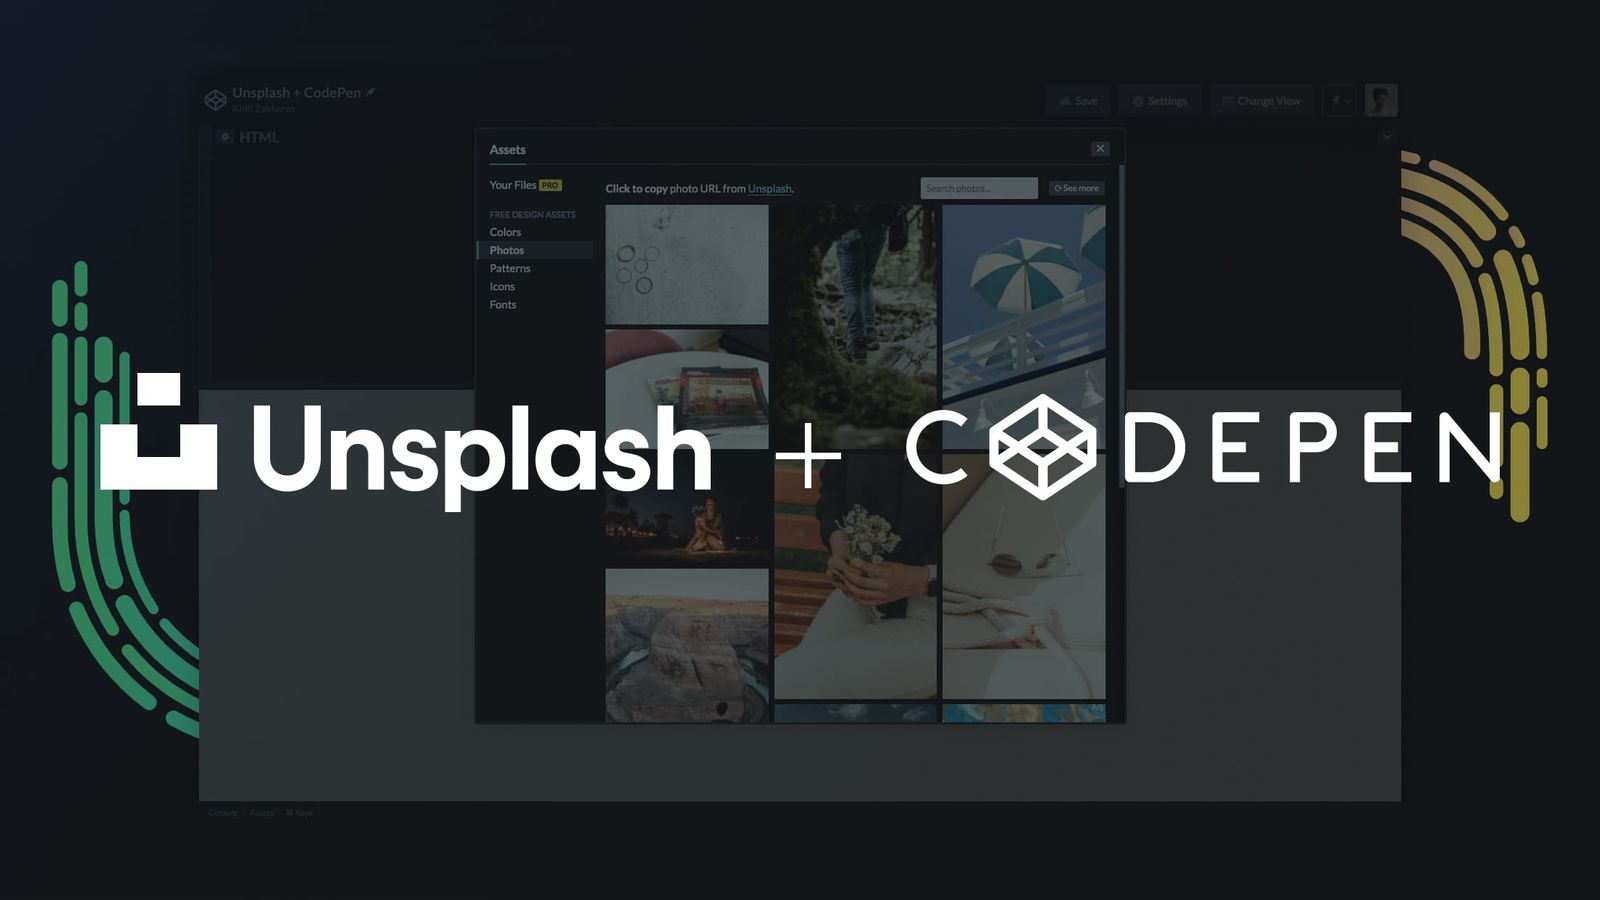 Unsplash + CodePen
Kirill Zakharov
Save
Settings
Change View
HTML
Assets
Your Files PRO
Click to copy photo URL from Unsplash.
Search photos...
See more
FREE DESIGN ASSETS
Colors
Photos
Patterns
Icons
Fonts
Unsplash + CODEPEN
Console Assets ⌘ Keys